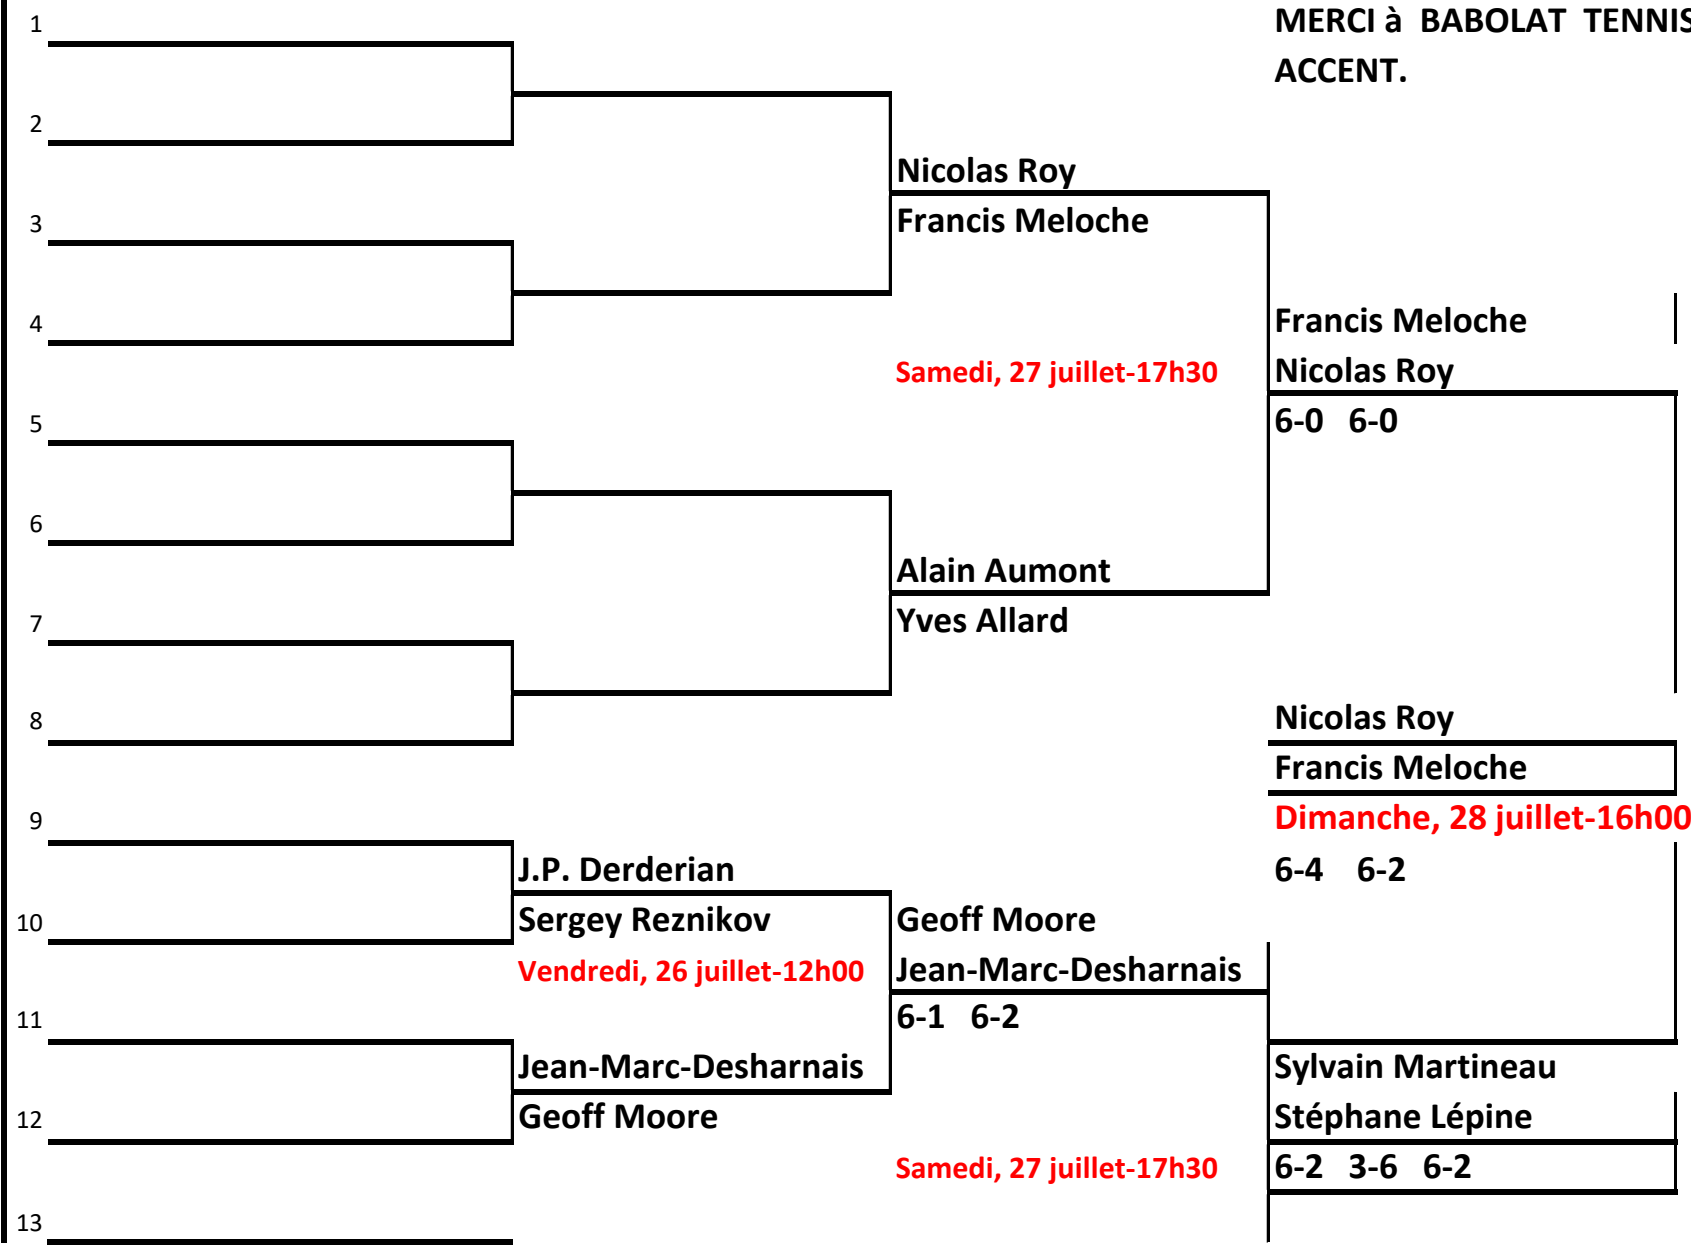 1
MERCI à BABOLAT TENNIS
ACCENT.
2
Nicolas Roy
3
Francis Meloche
4
Francis Meloche
Samedi, 27 juillet-17h30
Nicolas Roy
5
6-0 6-0
6
Alain Aumont
7
Yves Allard
8
Nicolas Roy
Francis Meloche
9
Dimanche, 28 juillet-16h00
J.P. Derderian
6-4 6-2
10
Sergey Reznikov
Geoff Moore
Vendredi, 26 juillet-12h00
Jean-Marc-Desharnais
11
6-1 6-2
Jean-Marc-Desharnais
Sylvain Martineau
12
Geoff Moore
Stéphane Lépine
Samedi, 27 juillet-17h30
6-2 3-6 6-2
13